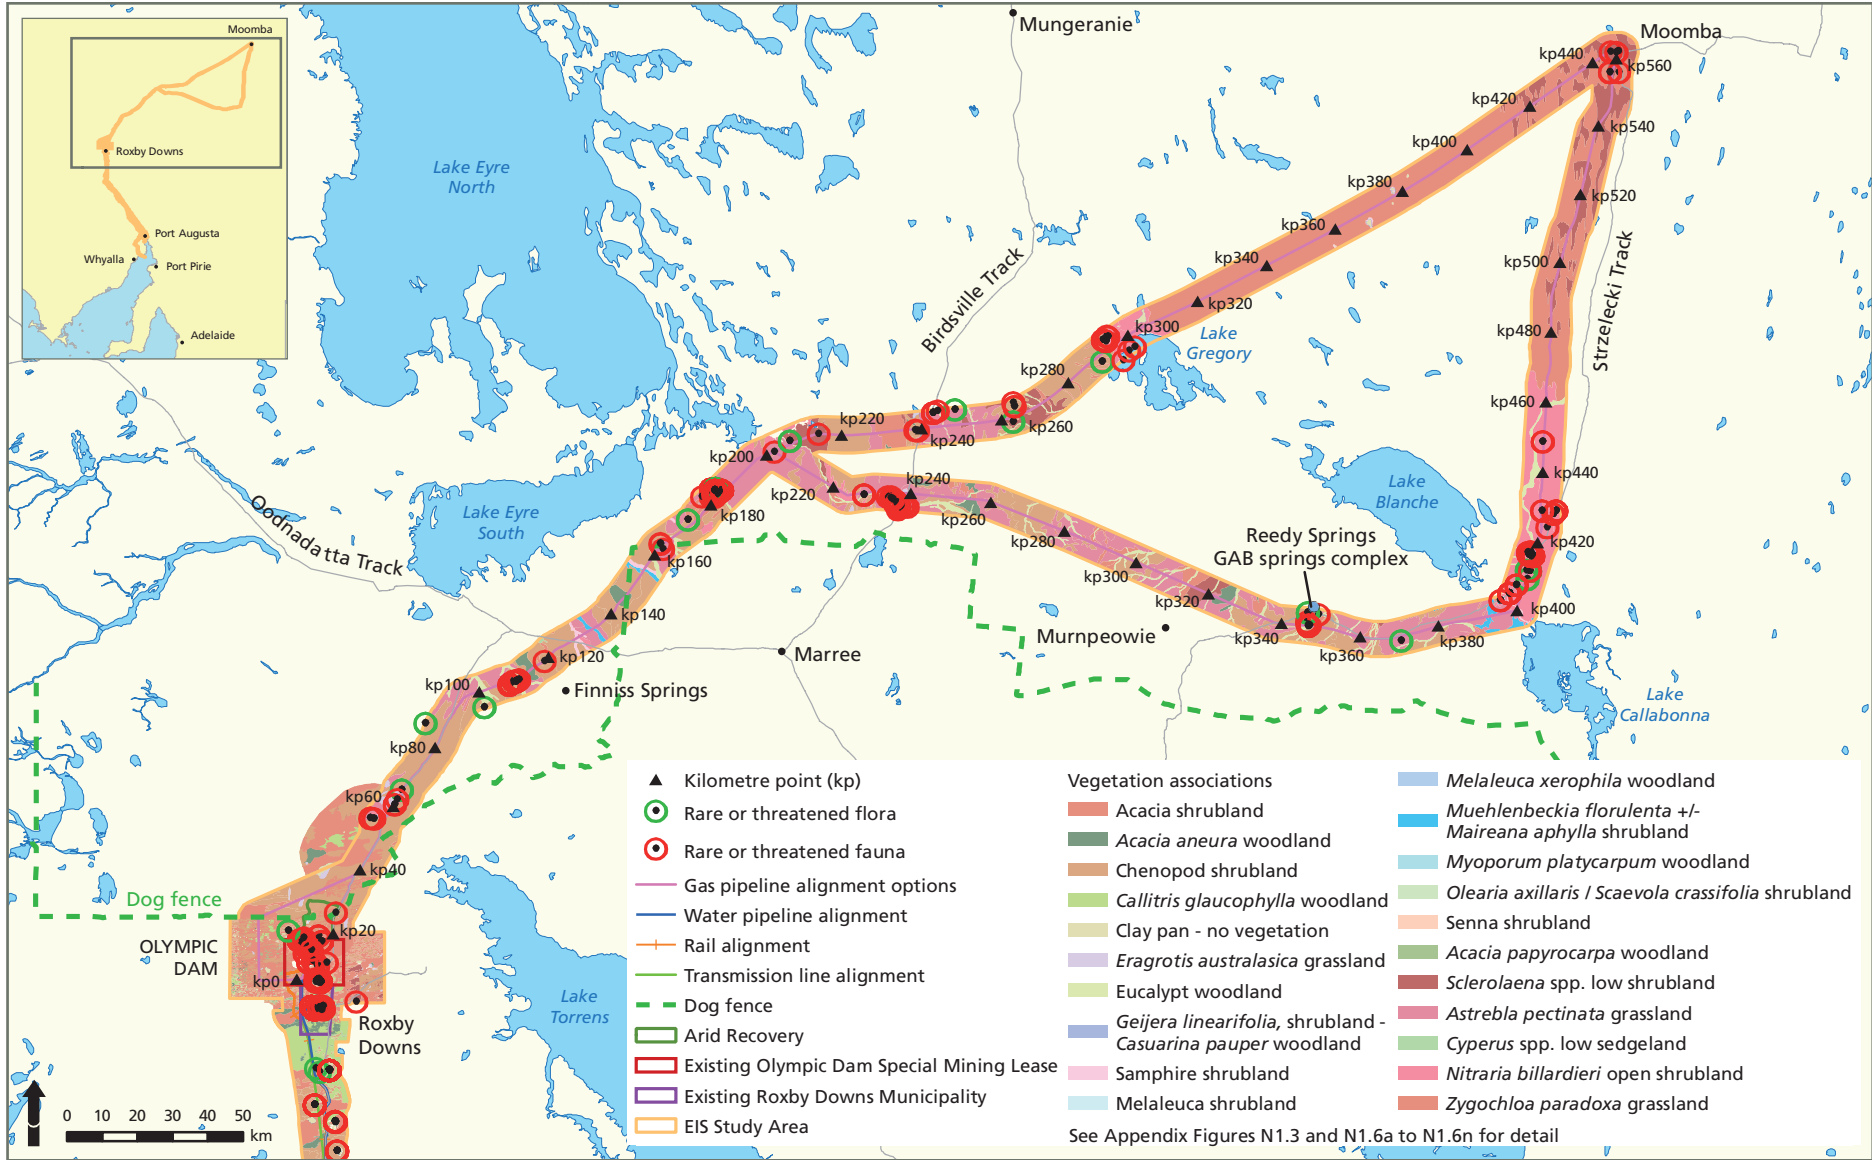 Moomba
Roxby Downs
Port Augusta
Whyalla
Port Pirie
Adelaide
Mungeranie
Moomba
Lake Eyre
North
Birdsville Track
Strzelecki Track
Lake
Gregory
Lake
Blanche
Lake Eyre
South
Oodnadatta Track
Reedy Springs
GAB springs complex
Murnpeowie
Marree
Finniss Springs
Lake
Callabonna
Dog fence
OLYMPIC
DAM
Roxby
Downs
Lake
Torrens
kp0
kp20
kp40
kp60
kp80
kp100
kp120
kp140
kp160
kp180
kp200
kp220
kp240
kp260
kp280
kp300
kp320
kp340
kp360
kp380
kp400
kp420
kp440
kp220
kp240
kp260
kp280
kp300
kp320
kp340
kp360
kp380
kp400
kp420
kp440
kp460
kp480
kp500
kp520
kp540
kp560
0 10 20 30 40 50
km
Kilometre point (kp)
Rare or threatened flora
Rare or threatened fauna
Gas pipeline alignment options
Water pipeline alignment
Rail alignment
Transmission line alignment
Dog fence
Arid Recovery
Existing Olympic Dam Special Mining Lease
Existing Roxby Downs Municipality
EIS Study Area
Vegetation associations
Acacia shrubland
Acacia aneura woodland
Chenopod shrubland
Callitris glaucophylla woodland
Clay pan - no vegetation
Eragrotis australasica grassland
Eucalypt woodland
Geijera linearifolia, shrubland -
Casuarina pauper woodland
Samphire shrubland
Melaleuca shrubland
Melaleuca xerophila woodland
Muehlenbeckia florulenta +/-
Maireana aphylla shrubland
Myoporum platycarpum woodland
Olearia axillaris / Scaevola crassifolia shrubland
Senna shrubland
Acacia papyrocarpa woodland
Sclerolaena spp. low shrubland
Astrebla pectinata grassland
Cyperus spp. low sedgeland
Nitraria billardieri open shrubland
Zygochloa paradoxa grassland
See Appendix Figures N1.3 and N1.6a to N1.6n for detail